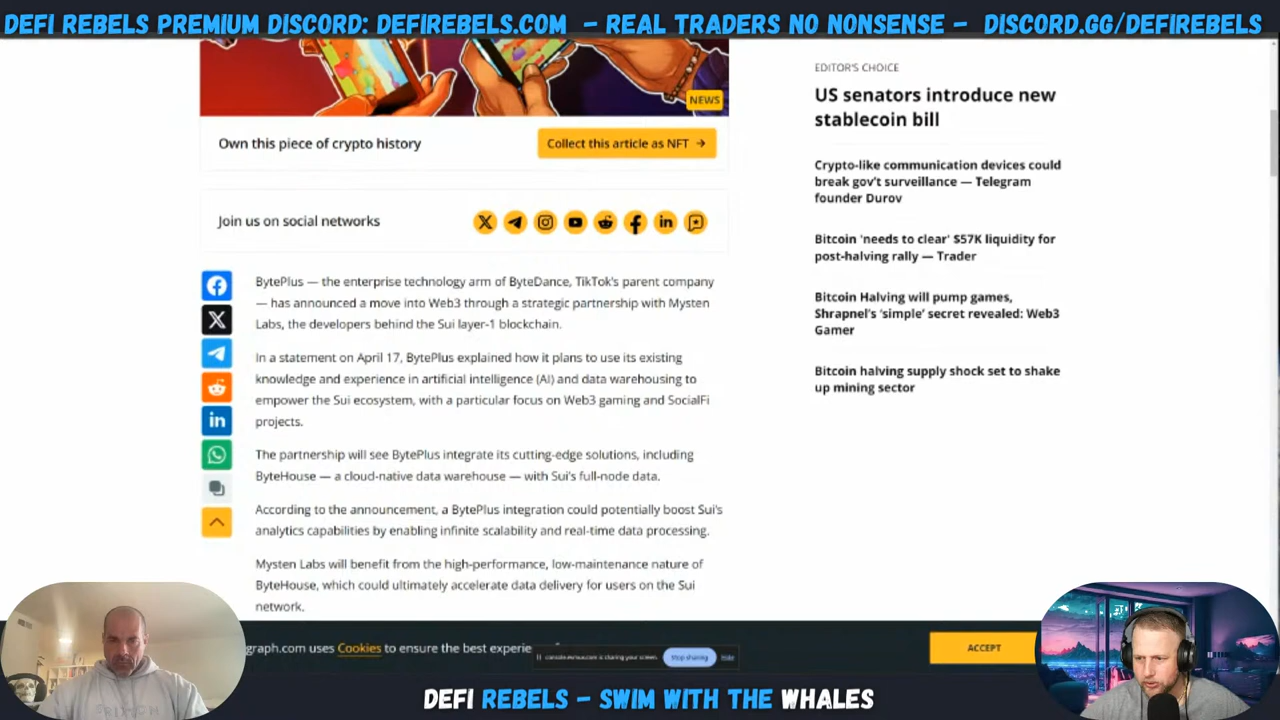 DEFI REBELS PREMIUM DISCORD: DEFIREBELS.COM – REAL TRADERS NO NONSENSE – DISCORD.GG/DEFIREBELS
NEWS
Own this piece of crypto history
Collect this article as NFT →
Join us on social networks
BytePlus — the enterprise technology arm of ByteDance, TikTok's parent company
— has announced a move into Web3 through a strategic partnership with Mysten
Labs, the developers behind the Sui layer-1 blockchain.
In a statement on April 17, BytePlus explained how it plans to use its existing
knowledge and experience in artificial intelligence (AI) and data warehousing to
empower the Sui ecosystem, with a particular focus on Web3 gaming and SocialFi
projects.
The partnership will see BytePlus integrate its cutting-edge solutions, including
ByteHouse — a cloud-native data warehouse — with Sui's full-node data.
According to the announcement, a BytePlus integration could potentially boost Sui's
analytics capabilities by enabling infinite scalability and real-time data processing.
Mysten Labs will benefit from the high-performance, low-maintenance nature of
ByteHouse, which could ultimately accelerate data delivery for users on the Sui
network.
EDITOR'S CHOICE
US senators introduce new
stablecoin bill
Crypto-like communication devices could
break gov't surveillance — Telegram
founder Durov
Bitcoin 'needs to clear' $57K liquidity for
post-halving rally — Trader
Bitcoin Halving will pump games,
Shrapnel's 'simple' secret revealed: Web3
Gamer
Bitcoin halving supply shock set to shake
up mining sector
graph.com uses Cookies to ensure the best experie
is sharing your screen.
Stop sharing
Hide
ACCEPT
DEFI REBELS – SWIM WITH THE WHALES